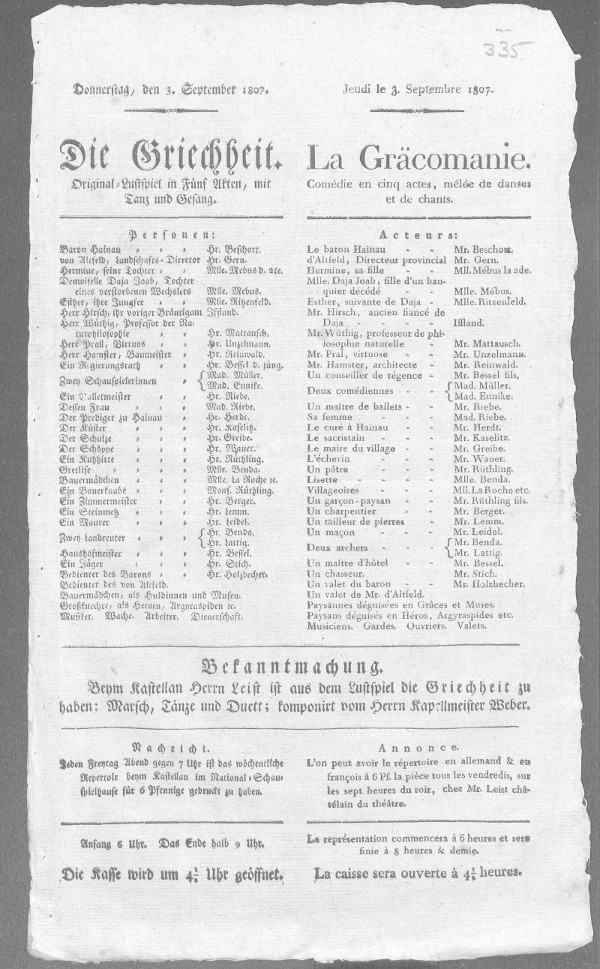 335
Donnerstag, den 3. September 1807.
Die Griechheit.
Original-Lustspiel in Fünf Akten, mit
Tanz und Gesang.
Personen:
Baron Hainau Hr. Beschort.
von Altfeld, Landschafts-Director Hr. Gern.
Hermine, seine Tochter Mlle. Mebus d. 2te.
Demoiselle Daja Joab, Tochter
eines verstorbenen Wechslers Mlle. Mebus.
Esther, ihre Jungfer Mlle. Ritzenfeld.
Herr Hirsch, ihr voriger Bräutigam Iffland.
Herr Wüthig, Professor der Na-
turphilosophie Hr. Mattausch.
Herr Prall, Virtuos Hr. Unzelmann.
Herr Hamster, Baumeister Hr. Reinwald.
Ein Regierungsrath Hr. Bessel d. jüng.
Zwey Schauspielerinnen { Mad. Müller.
Mad. Eunike.
Ein Balletmeister Hr. Riebe.
Dessen Frau Mad. Riebe.
Der Prediger zu Hainau Hr. Herdt.
Der Küster Hr. Kaselitz.
Der Schulze Hr. Greibe.
Der Schöppe Hr. Wauer.
Ein Kuhhirte Hr. Rüthling.
Grethse Mlle. Benda.
Bauermädchen Mlle. La Roche ic.
Ein Bauerknabe Mons. Rüthling.
Ein Zimmermeister Hr. Berger.
Ein Steinmetz Hr. Lemm.
Ein Maurer Hr. Leidel.
Zwey Landreuter { Hr. Benda.
Hr. Lattig.
Haushofmeister Hr. Bessel.
Ein Jäger Hr. Stich.
Bedienter des Barons Hr. Holzbecher.
Bedienter des von Altfeld.
Bauermädchen, als Huldinnen und Musen.
Großknechte, als Heroen, Argyraspiden ic.
Musiker. Wache. Arbeiter. Dienerschaft.
Jeudi le 3. Septembre 1807.
La Gräcomanie.
Comédie en cinq actes, mêlée de danses
et de chants.
Acteurs:
Le baron Hainau - - Mr. Beschort.
d'Altfeld, Directeur provincial Mr. Gern.
Hermine, sa fille - - Mll. Möbus la 2de.
Mlle. Daja Joab, fille d'un ban-
quier décédé - - Mlle. Möbus.
Esther, suivante de Daja - Mlle. Ritzenfeld.
Mr. Hirsch, ancien fiancé de
Daja - - - - Iffland.
Mr. Wüthig, professeur de phi-
losophie naturelle - Mr. Mattausch.
Mr. Pral, virtuose - - Mr. Unzelmann.
Mr. Hamster, architecte - Mr. Reinwald.
Un conseiller de régence - Mr. Bessel fils,
Deux comédiennes - - { Mad. Müller.
Mad. Eunike.
Un maitre de ballets - - Mr. Riebe.
Sa femme - - Mad. Riebe.
Le curé à Hainau - - Mr. Herdt.
Le sacristain - - Mr. Kaselitz.
Le maire du village - - Mr. Greibe.
L'échevin - - Mr. Wauer.
Un pâtre - - Mr. Rüthling.
Lisette - - Mlle. Benda.
Villageoises - - Mll. La Roche etc.
Un garçon-paysan - - Mr. Rüthling fils.
Un charpentier - - Mr. Berger.
Un tailleur de pierres - - Mr. Lemm.
Un maçon - - Mr. Leidel.
Deux archers - - { Mr. Benda.
Mr. Lattig.
Un maitre d'hôtel - - Mr. Bessel.
Un chasseur. - - Mr. Stich.
Un valet du baron - - Mr. Holzbecher.
Un valet de Mr. d'Altfeld.
Paysannes déguisées en Grâces et Muses.
Paysans déguisés en Héros, Argyraspides etc.
Musiciens. Gardes. Ouvriers. Valets.
Bekanntmachung.
Beym Kastellan Herrn Leist ist aus dem Lustspiel die Griechheit zu
haben: Marsch, Tänze und Duett; komponirt vom Herrn Kapellmeister Weber.
Nachricht.
Jeden Freytag Abend gegen 7 Uhr ist das wöchentliche
Repertoir beym Kastellan im National-Schau
spielhause für 6 Pfennige gedruckt zu haben.
Annonce.
L'on peut avoir le répertoire en allemand & en
français à 6 Pf. la pièce tous les vendredis, sur
les sept heures du roir, chez Mr. Leist châ-
telain du théatre.
Anfang 6 Uhr. Das Ende halb 9 Uhr.
Die Kasse wird um 4½ Uhr geöffnet.
La représentation commencera à 6 heures et sera
finie à 8 heures & demie.
La caisse sera ouverte à 4½ heures.